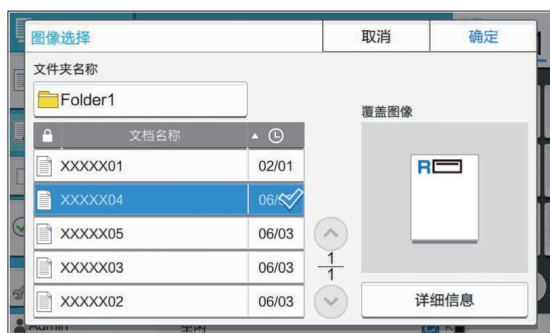 图像选择
取消
确定
文件夹名称
Folder1
覆盖图像
文档名称
XXXXX01 02/01
XXXXX04 06/
XXXXX05 06/03
XXXXX03 06/03
XXXXX02 06/03
R
1
1
详细信息
Admin